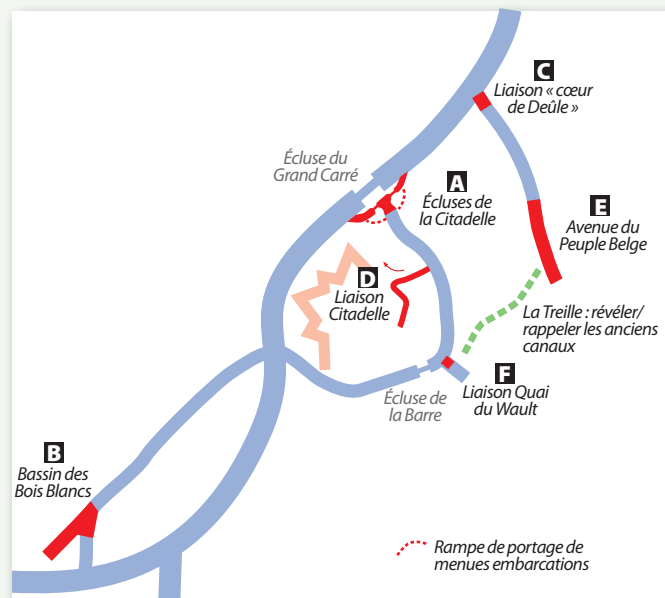 C
Liaison « cœur
de Deûle »
Écluse du
Grand Carré
A
Écluses de
la Citadelle
E
Avenue du
Peuple Belge
D
Liaison
Citadelle
La Treille : révéler/
rappeler les anciens
canaux
F
Liaison Quai
du Wault
Écluse de
la Barre
B
Bassin des
Bois Blancs
Rampe de portage de
menues embarcations